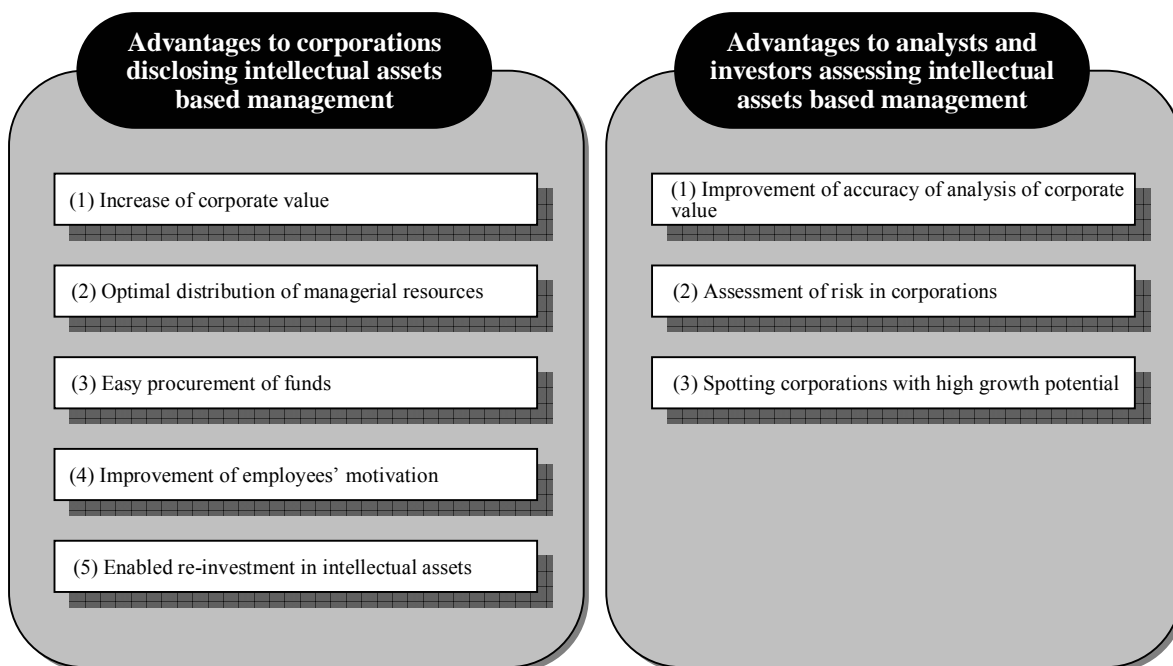 Advantages to corporations
disclosing intellectual assets
based management
(1) Increase of corporate value
(2) Optimal distribution of managerial resources
(3) Easy procurement of funds
(4) Improvement of employees’ motivation
(5) Enabled re-investment in intellectual assets
Advantages to analysts and
investors assessing intellectual
assets based management
(1) Improvement of accuracy of analysis of corporate
value
(2) Assessment of risk in corporations
(3) Spotting corporations with high growth potential